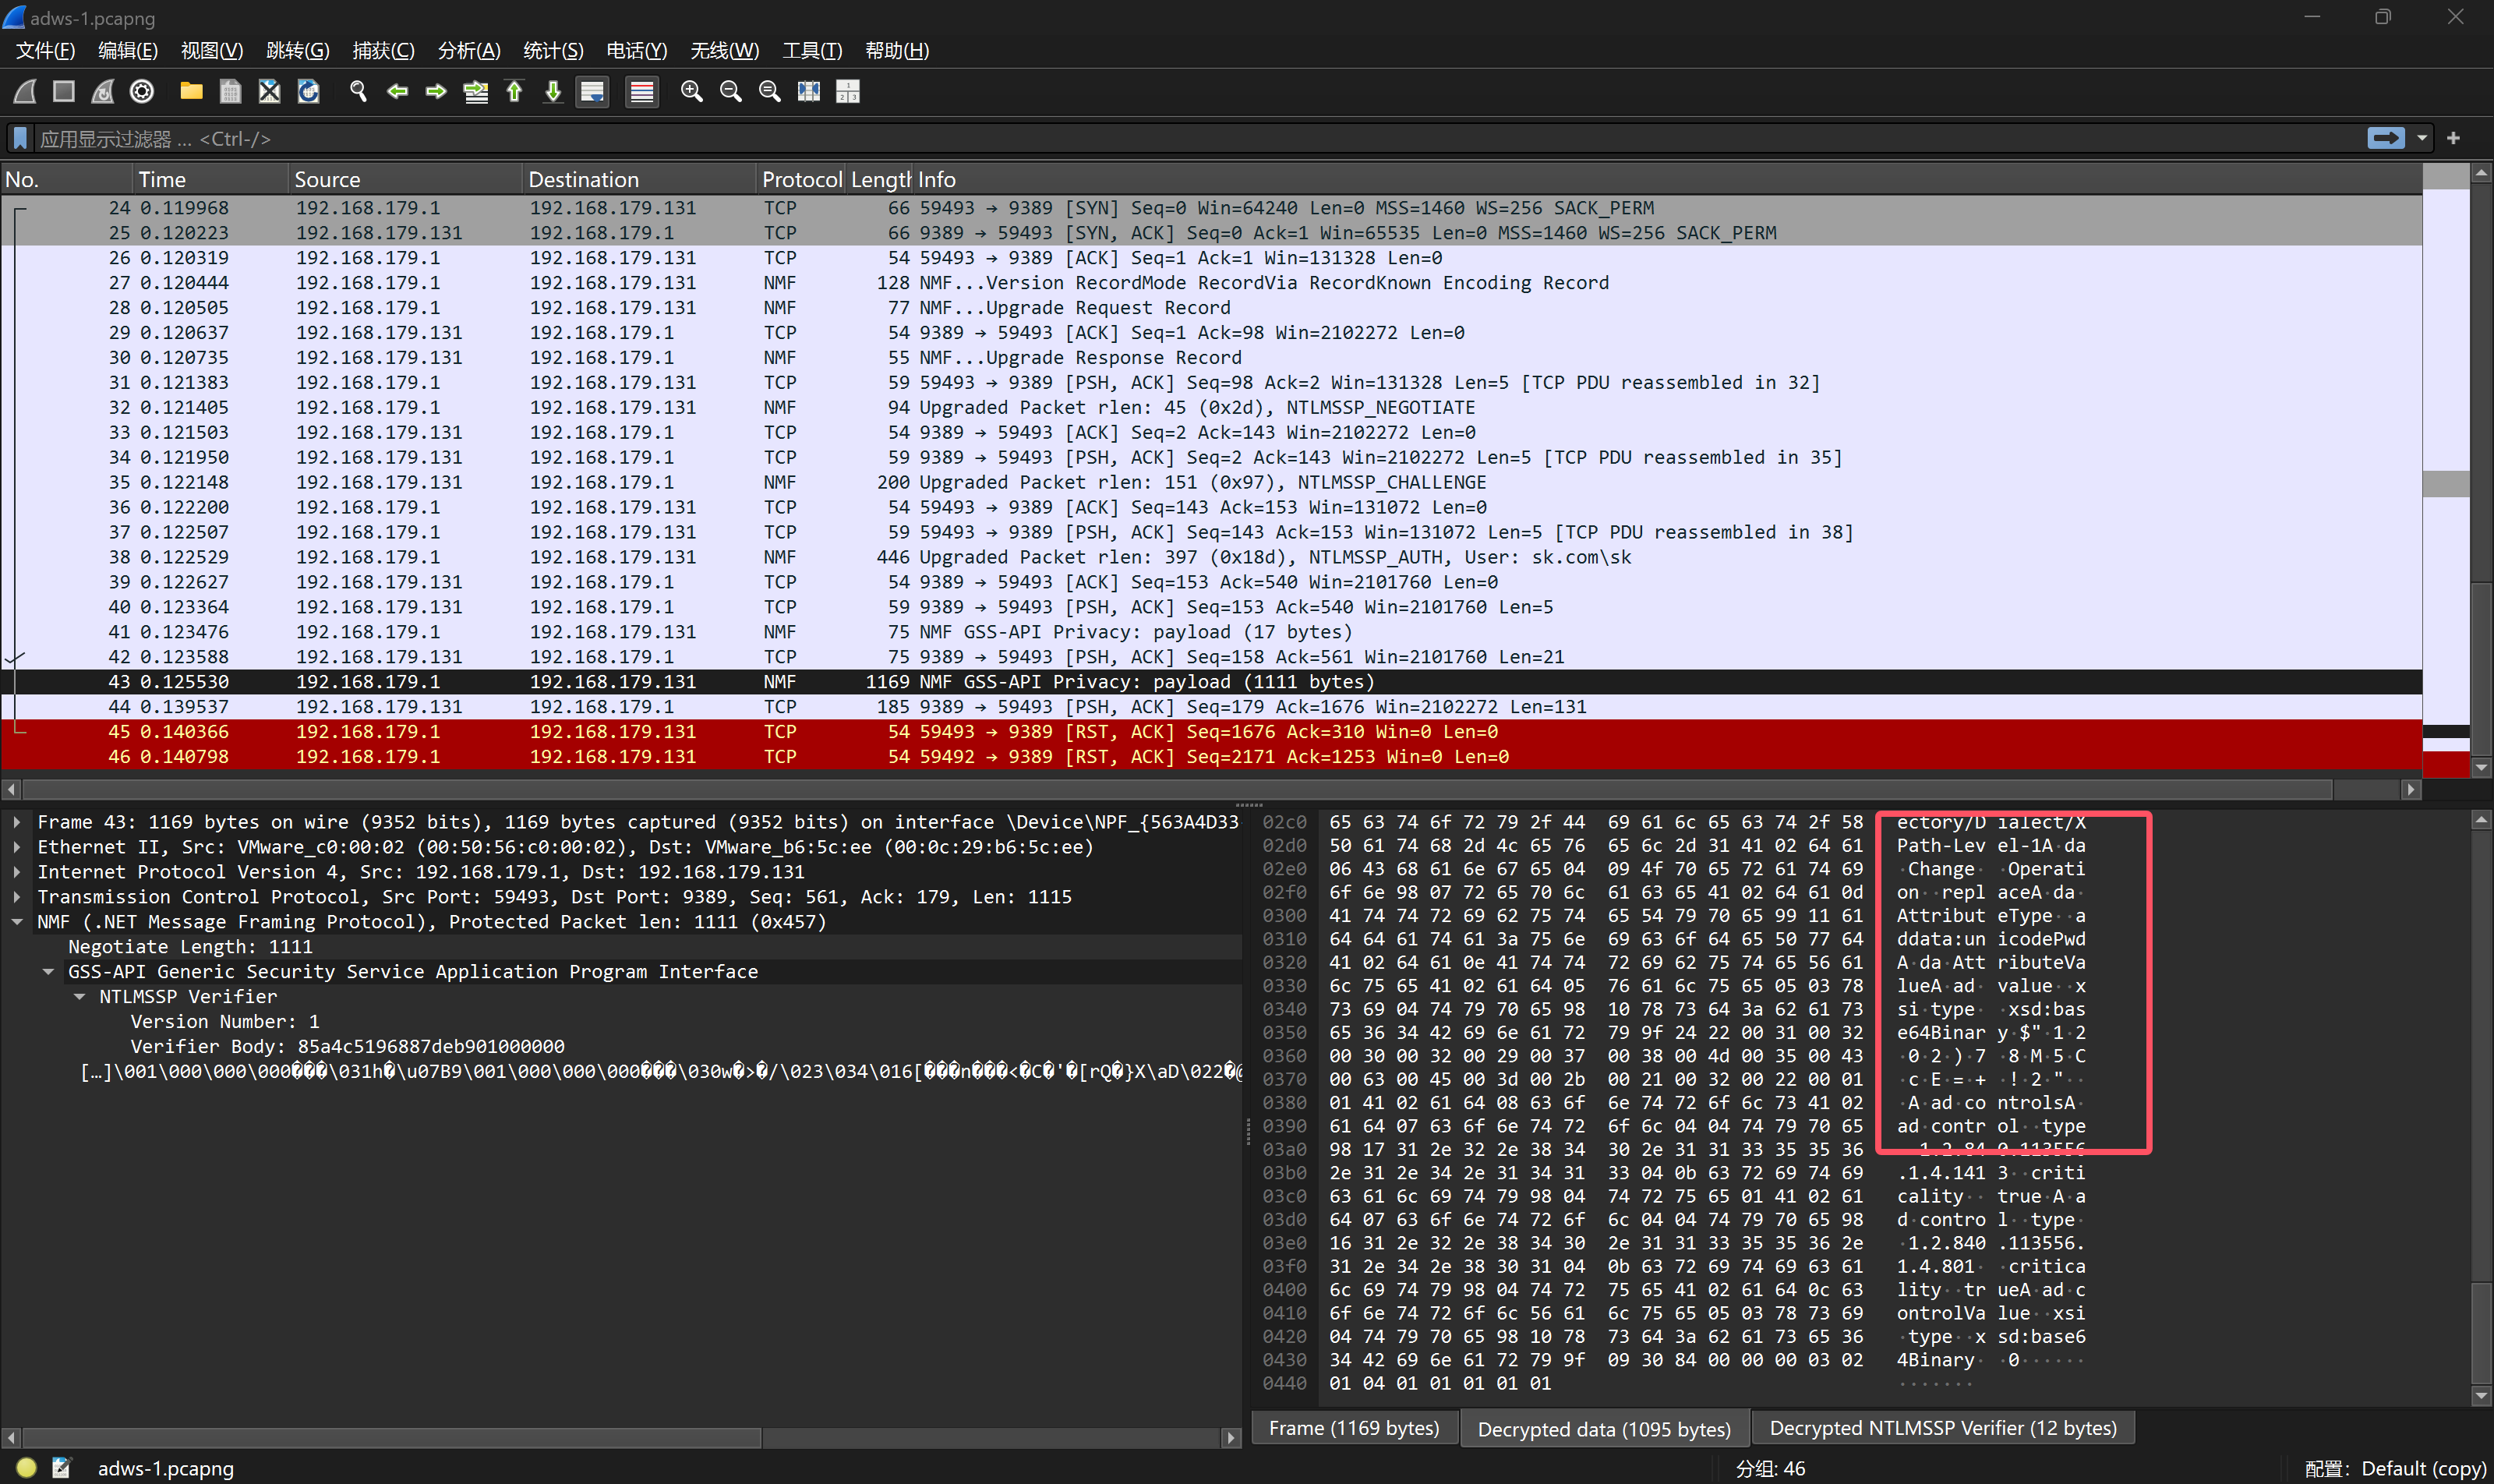 adws-1.pcapng
文件(F) 编辑(E) 视图(V) 跳转(G) 捕获(C) 分析(A) 统计(S) 电话(Y) 无线(W) 工具(T) 帮助(H)
应用显示过滤器 … <Ctrl-/>
No. Time Source Destination Protocol Length Info
24 0.119968 192.168.179.1 192.168.179.131 TCP 66 59493 → 9389 [SYN] Seq=0 Win=64240 Len=0 MSS=1460 WS=256 SACK_PERM
25 0.120223 192.168.179.131 192.168.179.1 TCP 66 9389 → 59493 [SYN, ACK] Seq=0 Ack=1 Win=65535 Len=0 MSS=1460 WS=256 SACK_PERM
26 0.120319 192.168.179.1 192.168.179.131 TCP 54 59493 → 9389 [ACK] Seq=1 Ack=1 Win=131328 Len=0
27 0.120444 192.168.179.1 192.168.179.131 NMF 128 NMF...Version RecordMode RecordVia RecordKnown Encoding Record
28 0.120505 192.168.179.1 192.168.179.131 NMF 77 NMF...Upgrade Request Record
29 0.120637 192.168.179.131 192.168.179.1 TCP 54 9389 → 59493 [ACK] Seq=1 Ack=98 Win=2102272 Len=0
30 0.120735 192.168.179.131 192.168.179.1 NMF 55 NMF...Upgrade Response Record
31 0.121383 192.168.179.1 192.168.179.131 TCP 59 59493 → 9389 [PSH, ACK] Seq=98 Ack=2 Win=131328 Len=5 [TCP PDU reassembled in 32]
32 0.121405 192.168.179.1 192.168.179.131 NMF 94 Upgraded Packet rlen: 45 (0x2d), NTLMSSP_NEGOTIATE
33 0.121503 192.168.179.131 192.168.179.1 TCP 54 9389 → 59493 [ACK] Seq=2 Ack=143 Win=2102272 Len=0
34 0.121950 192.168.179.131 192.168.179.1 TCP 59 9389 → 59493 [PSH, ACK] Seq=2 Ack=143 Win=2102272 Len=5 [TCP PDU reassembled in 35]
35 0.122148 192.168.179.131 192.168.179.1 NMF 200 Upgraded Packet rlen: 151 (0x97), NTLMSSP_CHALLENGE
36 0.122200 192.168.179.1 192.168.179.131 TCP 54 59493 → 9389 [ACK] Seq=143 Ack=153 Win=131072 Len=0
37 0.122507 192.168.179.1 192.168.179.131 TCP 59 59493 → 9389 [PSH, ACK] Seq=143 Ack=153 Win=131072 Len=5 [TCP PDU reassembled in 38]
38 0.122529 192.168.179.1 192.168.179.131 NMF 446 Upgraded Packet rlen: 397 (0x18d), NTLMSSP_AUTH, User: sk.com\sk
39 0.122627 192.168.179.131 192.168.179.1 TCP 54 9389 → 59493 [ACK] Seq=153 Ack=540 Win=2101760 Len=0
40 0.123364 192.168.179.131 192.168.179.1 TCP 59 9389 → 59493 [PSH, ACK] Seq=153 Ack=540 Win=2101760 Len=5
41 0.123476 192.168.179.1 192.168.179.131 NMF 75 NMF GSS-API Privacy: payload (17 bytes)
42 0.123588 192.168.179.131 192.168.179.1 TCP 75 9389 → 59493 [PSH, ACK] Seq=158 Ack=561 Win=2101760 Len=21
43 0.125530 192.168.179.1 192.168.179.131 NMF 1169 NMF GSS-API Privacy: payload (1111 bytes)
44 0.139537 192.168.179.131 192.168.179.1 TCP 185 9389 → 59493 [PSH, ACK] Seq=179 Ack=1676 Win=2102272 Len=131
45 0.140366 192.168.179.1 192.168.179.131 TCP 54 59493 → 9389 [RST, ACK] Seq=1676 Ack=310 Win=0 Len=0
46 0.140798 192.168.179.1 192.168.179.131 TCP 54 59492 → 9389 [RST, ACK] Seq=2171 Ack=1253 Win=0 Len=0
Frame 43: 1169 bytes on wire (9352 bits), 1169 bytes captured (9352 bits) on interface \Device\NPF_{563A4D33
Ethernet II, Src: VMware_c0:00:02 (00:50:56:c0:00:02), Dst: VMware_b6:5c:ee (00:0c:29:b6:5c:ee)
Internet Protocol Version 4, Src: 192.168.179.1, Dst: 192.168.179.131
Transmission Control Protocol, Src Port: 59493, Dst Port: 9389, Seq: 561, Ack: 179, Len: 1115
NMF (.NET Message Framing Protocol), Protected Packet len: 1111 (0x457)
Negotiate Length: 1111
GSS-API Generic Security Service Application Program Interface
NTLMSSP Verifier
Version Number: 1
Verifier Body: 85a4c5196887deb901000000
[…]\001\000\000\000���\031h�\u07B9\001\000\000\000���\030w�>�/\023\034\016[���n���<�C�'�[rQ�}X\aD\022�@
02c0 65 63 74 6f 72 79 2f 44 69 61 6c 65 63 74 2f 58 ectory/D ialect/X
02d0 50 61 74 68 2d 4c 65 76 65 6c 2d 31 41 02 64 61 Path-Lev el-1A·da
02e0 06 43 68 61 6e 67 65 04 09 4f 70 65 72 61 74 69 ·Change· ·Operati
02f0 6f 6e 98 07 72 65 70 6c 61 63 65 41 02 64 61 0d on··repl aceA·da·
0300 41 74 74 72 69 62 75 74 65 54 79 70 65 99 11 61 Attribut eType··a
0310 64 64 61 74 61 3a 75 6e 69 63 6f 64 65 50 77 64 ddata:un icodePwd
0320 41 02 64 61 0e 41 74 74 72 69 62 75 74 65 56 61 A·da·Att ributeVa
0330 6c 75 65 41 02 61 64 05 76 61 6c 75 65 05 03 78 lueA·ad· value··x
0340 73 69 04 74 79 70 65 98 10 78 73 64 3a 62 61 73 si·type· ·xsd:bas
0350 65 36 34 42 69 6e 61 72 79 9f 24 22 00 31 00 32 e64Binar y·$"·1·2
0360 00 30 00 32 00 29 00 37 00 38 00 4d 00 35 00 43 ·0·2·)·7 ·8·M·5·C
0370 00 63 00 45 00 3d 00 2b 00 21 00 32 00 22 00 01 ·c·E·=·+ ·!·2·"··
0380 01 41 02 61 64 08 63 6f 6e 74 72 6f 6c 73 41 02 ·A·ad·co ntrolsA·
0390 61 64 07 63 6f 6e 74 72 6f 6c 04 04 74 79 70 65 ad·contr ol··type
03a0 98 17 31 2e 32 2e 38 34 30 2e 31 31 33 35 35 36 ··1.2.84 0.113556
03b0 2e 31 2e 34 2e 31 34 31 33 04 0b 63 72 69 74 69 .1.4.141 3··criti
03c0 63 61 6c 69 74 79 98 04 74 72 75 65 01 41 02 61 cality·· true·A·a
03d0 64 07 63 6f 6e 74 72 6f 6c 04 04 74 79 70 65 98 d·contro l··type·
03e0 16 31 2e 32 2e 38 34 30 2e 31 31 33 35 35 36 2e ·1.2.840 .113556.
03f0 31 2e 34 2e 38 30 31 04 0b 63 72 69 74 69 63 61 1.4.801· ·critica
0400 6c 69 74 79 98 04 74 72 75 65 41 02 61 64 0c 63 lity··tr ueA·ad·c
0410 6f 6e 74 72 6f 6c 56 61 6c 75 65 05 03 78 73 69 ontrolVa lue··xsi
0420 04 74 79 70 65 98 10 78 73 64 3a 62 61 73 65 36 ·type··x sd:base6
0430 34 42 69 6e 61 72 79 9f 09 30 84 00 00 00 03 02 4Binary· ·0······
0440 01 04 01 01 01 01 01 ·······
Frame (1169 bytes) Decrypted data (1095 bytes) Decrypted NTLMSSP Verifier (12 bytes)
adws-1.pcapng 分组: 46 配置: Default (copy)